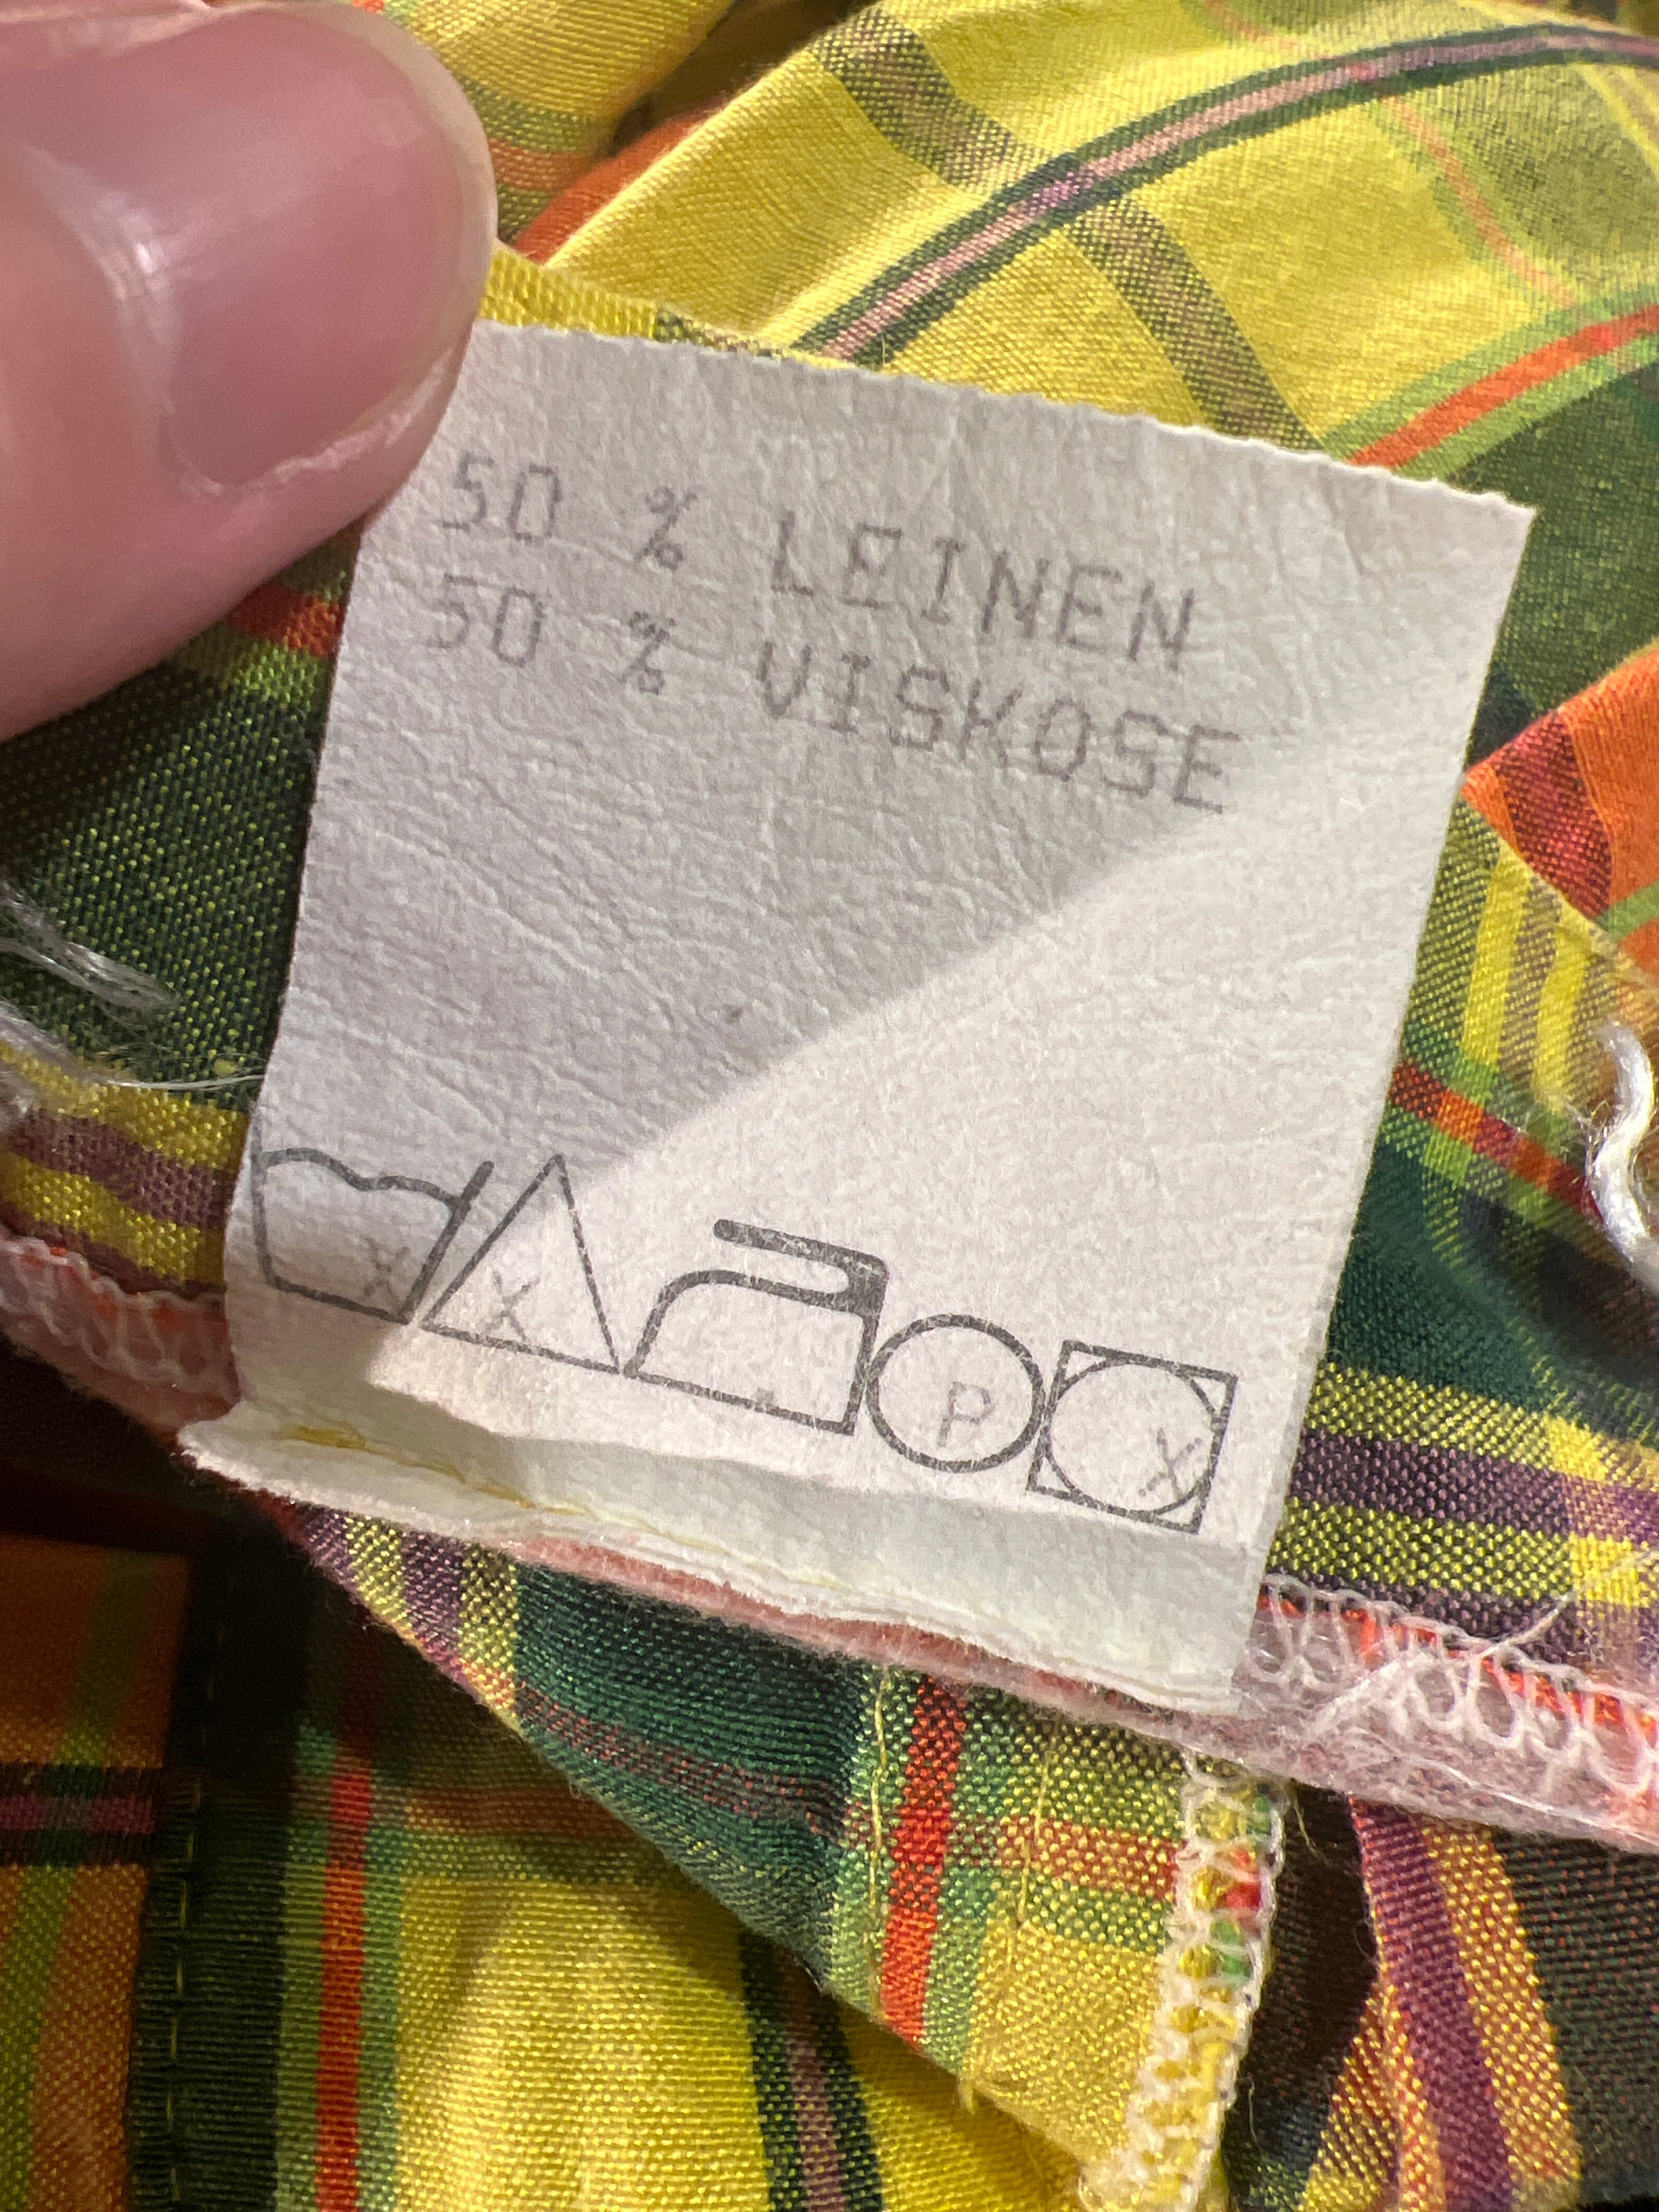 50 % LEINEN
50 % VISKOSE
X X P X